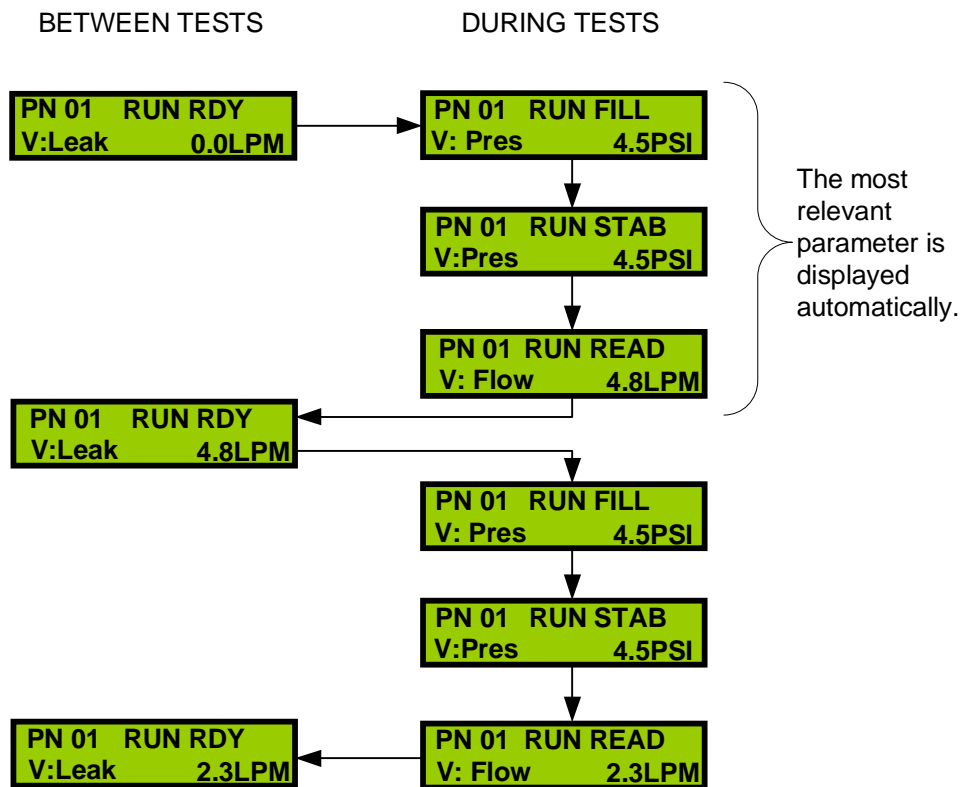 BETWEEN TESTS
DURING TESTS
PN 01 RUN RDY
V:Leak 0.0LPM
PN 01 RUN FILL
V: Pres 4.5PSI
PN 01 RUN STAB
V:Pres 4.5PSI
PN 01 RUN READ
V: Flow 4.8LPM
The most
relevant
parameter is
displayed
automatically.
PN 01 RUN RDY
V:Leak 4.8LPM
PN 01 RUN FILL
V: Pres 4.5PSI
PN 01 RUN STAB
V:Pres 4.5PSI
PN 01 RUN READ
V: Flow 2.3LPM
PN 01 RUN RDY
V:Leak 2.3LPM